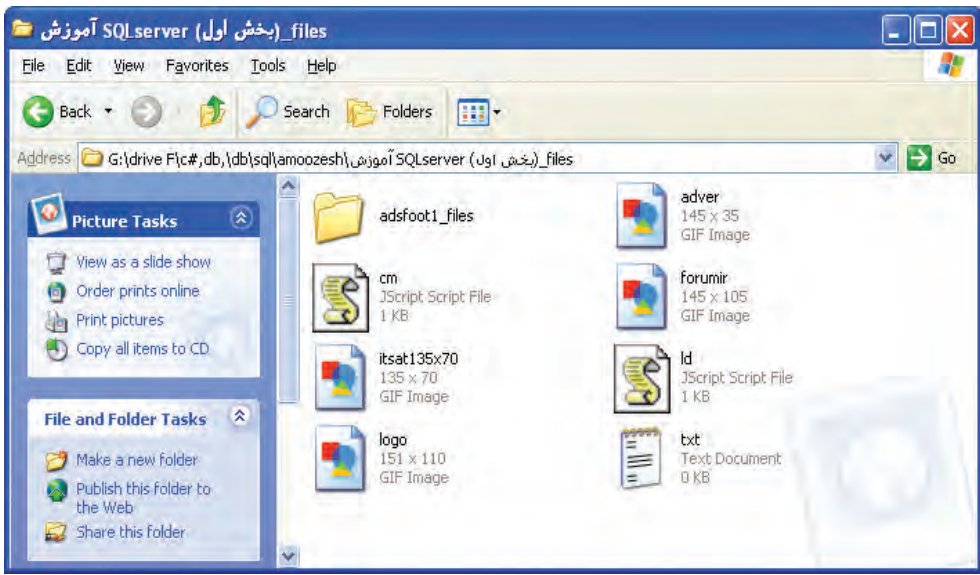 آموزش SQLserver (بخش اول)_files
File Edit View Favorites Tools Help
Back Search Folders
Address G:\drive F\c#,db,\db\sql\amoozesh\آموزش SQLserver (بخش اول)_files Go
Picture Tasks
View as a slide show
Order prints online
Print pictures
Copy all items to CD
File and Folder Tasks
Make a new folder
Publish this folder to
the Web
Share this folder
adsfoot1_files
adver
145 x 35
GIF Image
cm
JScript Script File
1 KB
forumir
145 x 105
GIF Image
itsat135x70
135 x 70
GIF Image
ld
JScript Script File
1 KB
logo
151 x 110
GIF Image
txt
Text Document
0 KB